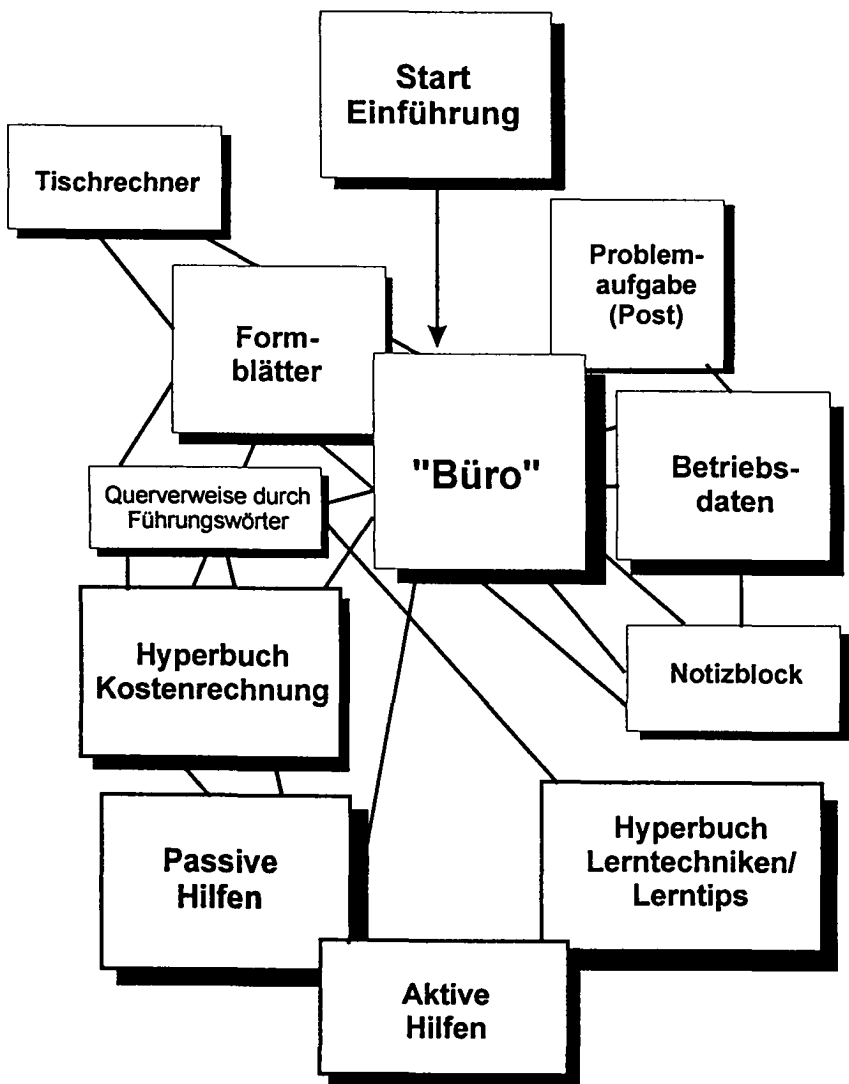 Start
Einführung
Tischrechner
Problem-
aufgabe
(Post)
Form-
blätter
"Büro"
Betriebs-
daten
Querverweise durch
Führungswörter
Hyperbuch
Kostenrechnung
Notizblock
Passive
Hilfen
Hyperbuch
Lerntechniken/
Lerntips
Aktive
Hilfen